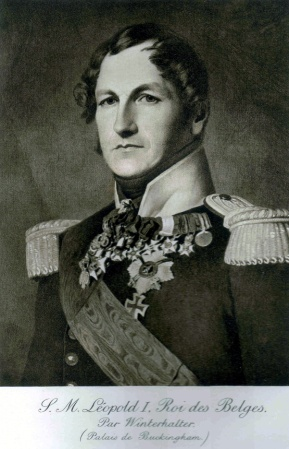 S. M. Léopold I, Roi des Belges.
Par Winterhalter.
(Palais de Buckingham)